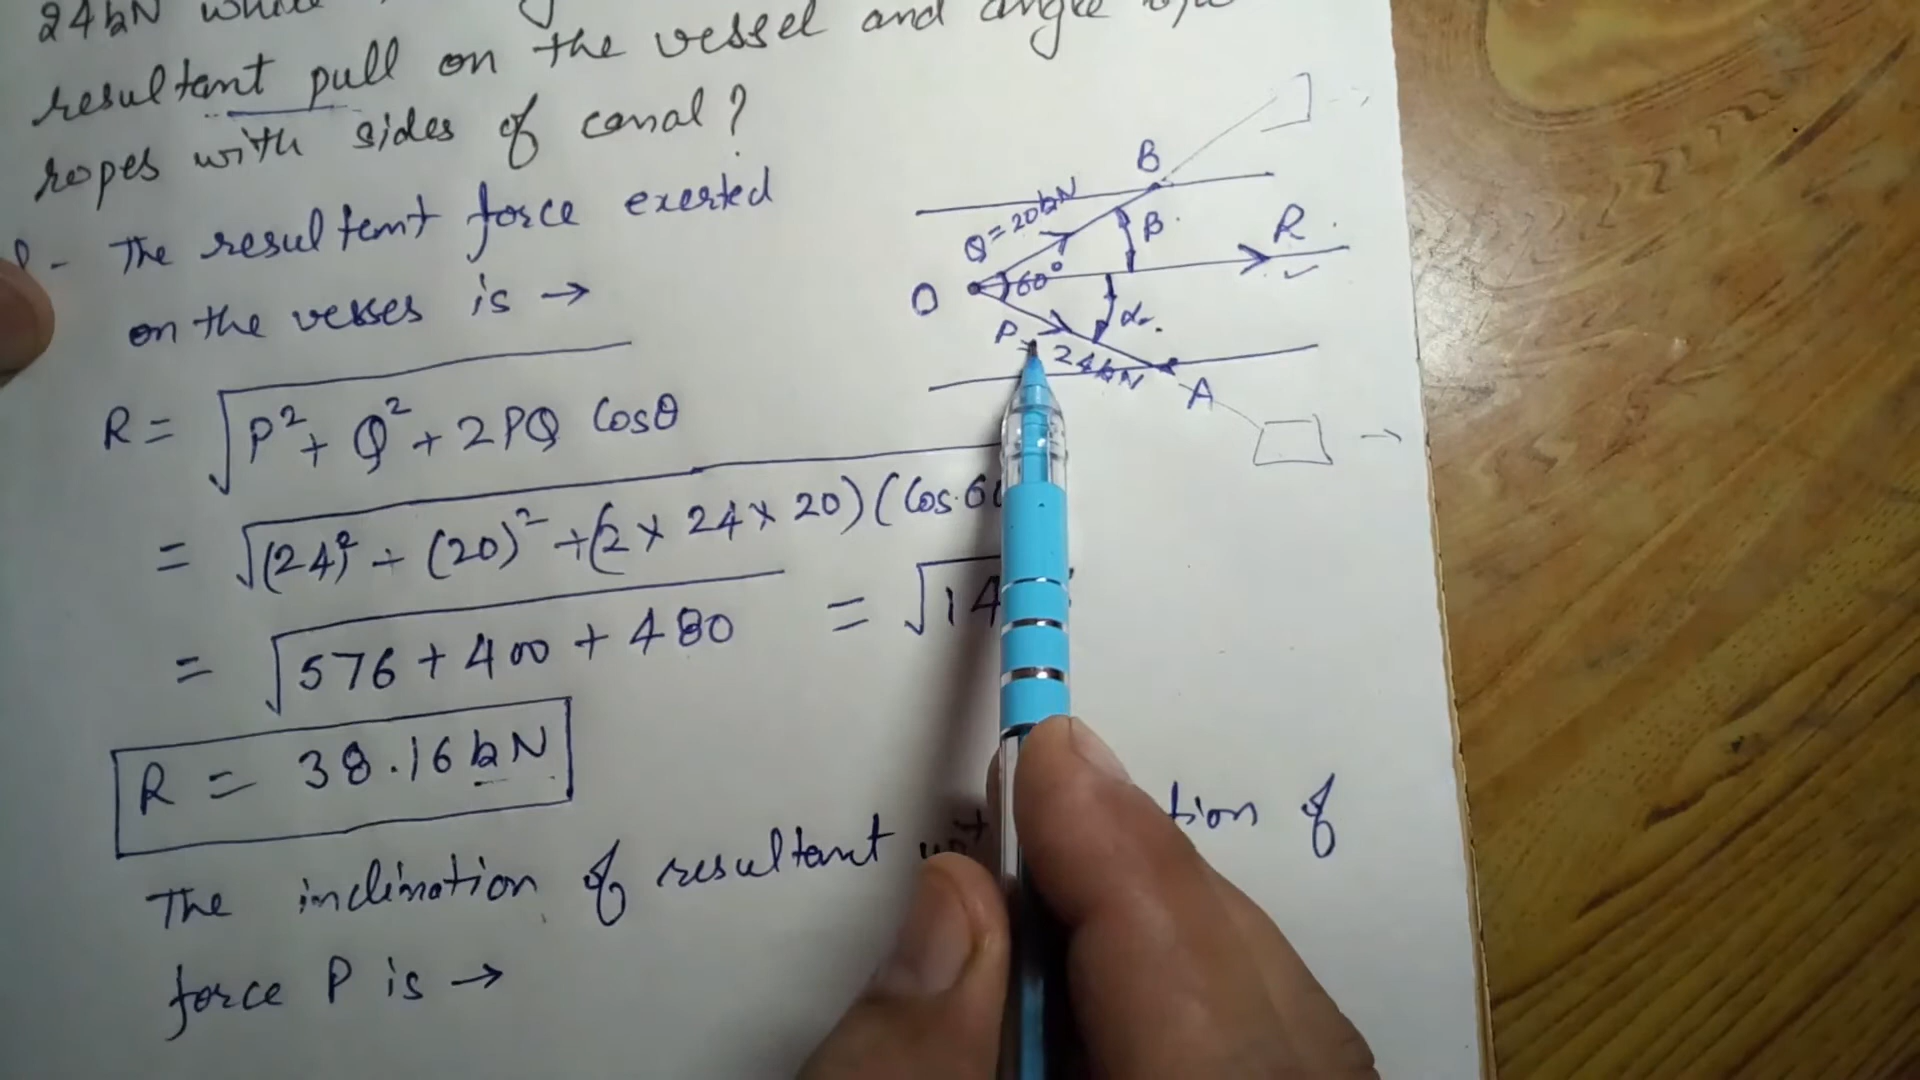 24kN
resultant pull on the vessel and angle
ropes with sides of canal?
The resultant force exerted
on the vesses is →
R = √P² + Q² + 2PQ Cosθ
= √(24)² + (20)² + (2 × 24 × 20) (Cos 60
= √576 + 400 + 480 = √14
R = 38.16 kN
The inclination of resultant
force P is →
B
Q = 20kN
β
R
O
60°
α
P =
24kN
A